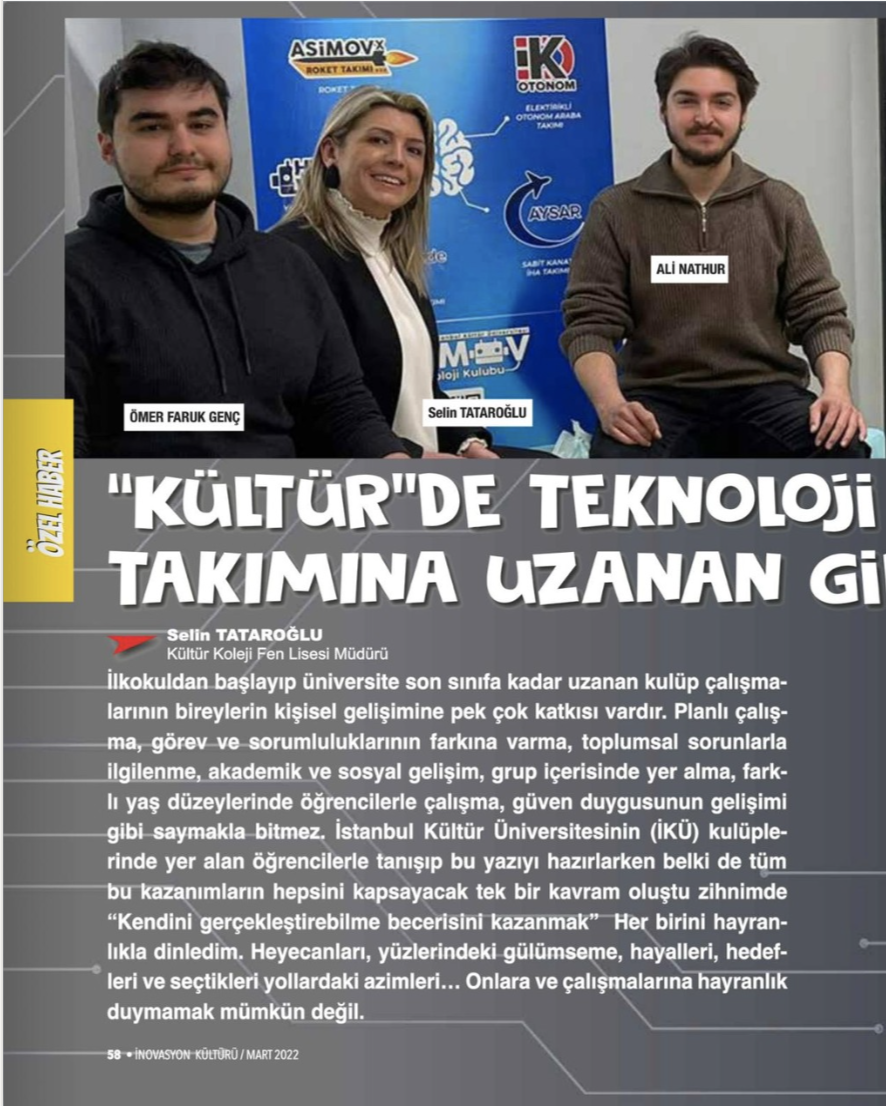 ASiMOVX
ROKET TAKIMI
iKO
OTONOM
ELEKTİRİKLİ
OTONOM ARABA
TAKIMI
AYSAR
SABİT KANAT
İHA TAKIMI
ALİ NATHUR
ÖMER FARUK GENÇ
Selin TATAROĞLU
ÖZEL HABER
"KÜLTÜR"DE TEKNOLOJi
TAKIMINA UZANAN
Selin TATAROĞLU
Kültür Koleji Fen Lisesi Müdürü
İlkokuldan başlayıp üniversite son sınıfa kadar uzanan kulüp çalışma-
larının bireylerin kişisel gelişimine pek çok katkısı vardır. Planlı çalış-
ma, görev ve sorumluluklarının farkına varma, toplumsal sorunlarla
ilgilenme, akademik ve sosyal gelişim, grup içerisinde yer alma, fark-
lı yaş düzeylerinde öğrencilerle çalışma, güven duygusunun gelişimi
gibi saymakla bitmez. İstanbul Kültür Üniversitesinin (İKÜ) kulüple-
rinde yer alan öğrencilerle tanışıp bu yazıyı hazırlarken belki de tüm
bu kazanımların hepsini kapsayacak tek bir kavram oluştu zihnimde
“Kendini gerçekleştirebilme becerisini kazanmak” Her birini hayran-
lıkla dinledim. Heyecanları, yüzlerindeki gülümseme, hayalleri, hedef-
leri ve seçtikleri yollardaki azimleri… Onlara ve çalışmalarına hayranlık
duymamak mümkün değil.
58 • İNOVASYON KÜLTÜRÜ / MART 2022